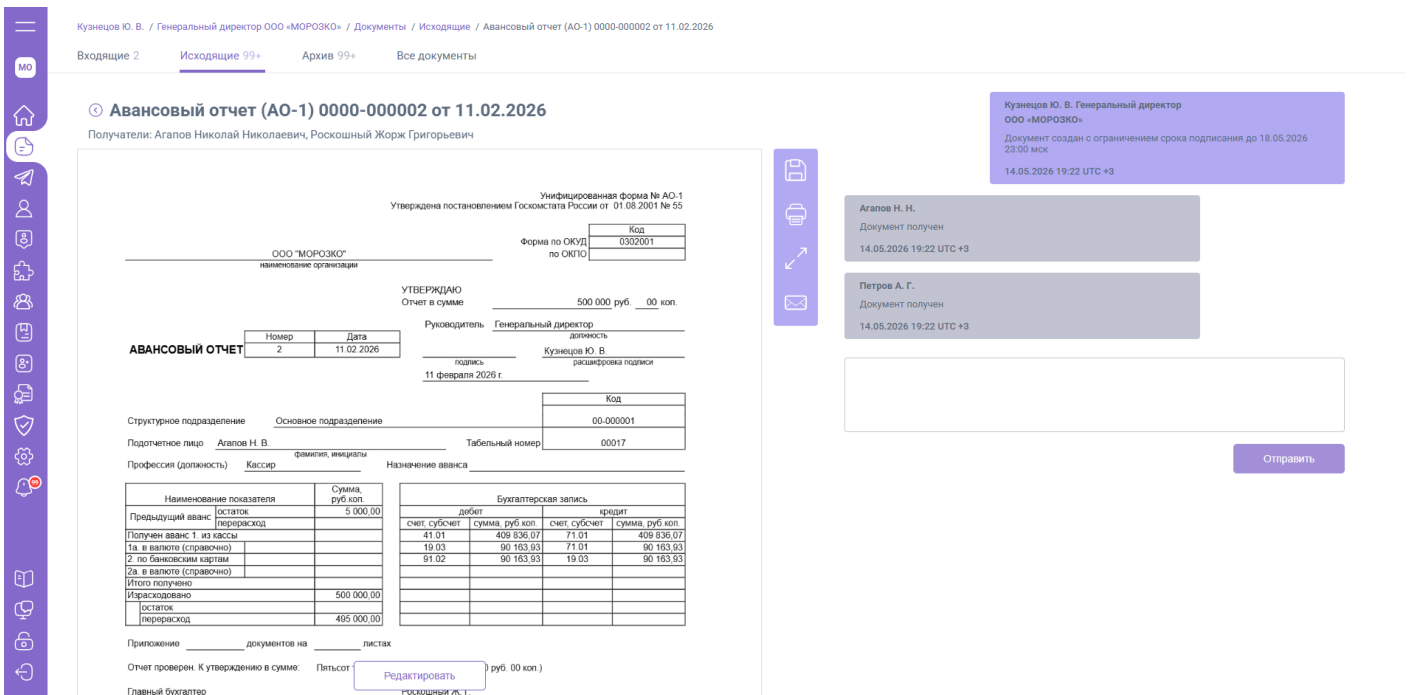 Кузнецов Ю. В. / Генеральный директор ООО «МОРОЗКО» / Документы / Исходящие / Авансовый отчет (АО-1) 0000-000002 от 11.02.2026
Входящие 2 Исходящие 99+ Архив 99+ Все документы
МО
99
Авансовый отчет (АО-1) 0000-000002 от 11.02.2026
Получатели: Агапов Николай Николаевич, Роскошный Жорж Григорьевич
Унифицированная форма № АО-1
Утверждена постановлением Госкомстата России от 01.08.2001 № 55
Код
Форма по ОКУД 0302001
ООО "МОРОЗКО" по ОКПО
наименование организации
УТВЕРЖДАЮ
Отчет в сумме 500 000 руб. 00 коп.
Руководитель Генеральный директор
должность
Номер Дата
АВАНСОВЫЙ ОТЧЕТ 2 11.02.2026
Кузнецов Ю. В.
подпись расшифровка подписи
11 февраля 2026 г.
Код
Структурное подразделение Основное подразделение 00-000001
Подотчетное лицо Агапов Н. В. Табельный номер 00017
фамилия, инициалы
Профессия (должность) Кассир Назначение аванса
Наименование показателя Сумма, руб.коп.
Предыдущий аванс остаток 5 000,00
перерасход
Получен аванс 1. из кассы
1а. в валюте (справочно)
2. по банковским картам
2а. в валюте (справочно)
Итого получено
Израсходовано 500 000,00
остаток
перерасход 495 000,00
Бухгалтерская запись
дебет кредит
счет, субсчет сумма, руб.коп. счет, субсчет сумма, руб.коп.
41.01 409 836,07 71.01 409 836,07
19.03 90 163,93 71.01 90 163,93
91.02 90 163,93 19.03 90 163,93
Приложение документов на листах
Отчет проверен. К утверждению в сумме: Пятьсот руб. 00 коп.)
Редактировать
Главный бухгалтер Роскошный Ж. Г.
Кузнецов Ю. В. Генеральный директор
ООО «МОРОЗКО»
Документ создан с ограничением срока подписания до 18.05.2026
23:00 мск
14.05.2026 19:22 UTC +3
Агапов Н. Н.
Документ получен
14.05.2026 19:22 UTC +3
Петров А. Г.
Документ получен
14.05.2026 19:22 UTC +3
Отправить